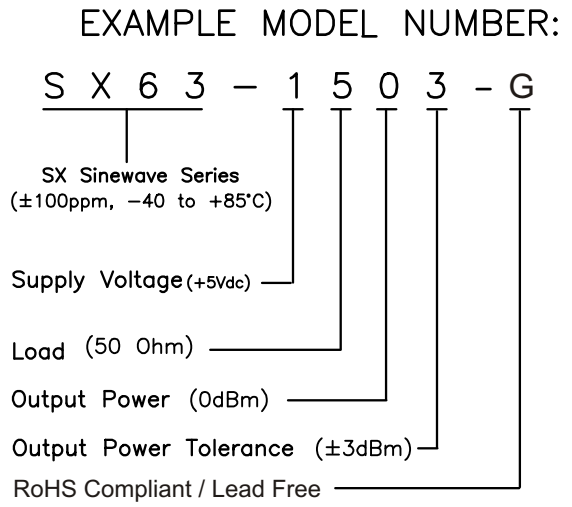 EXAMPLE MODEL NUMBER:
SX63-1503-G
SX Sinewave Series
(±100ppm, -40 to +85°C)
Supply Voltage (+5Vdc)
Load (50 Ohm)
Output Power (0dBm)
Output Power Tolerance (±3dBm)
RoHS Compliant / Lead Free